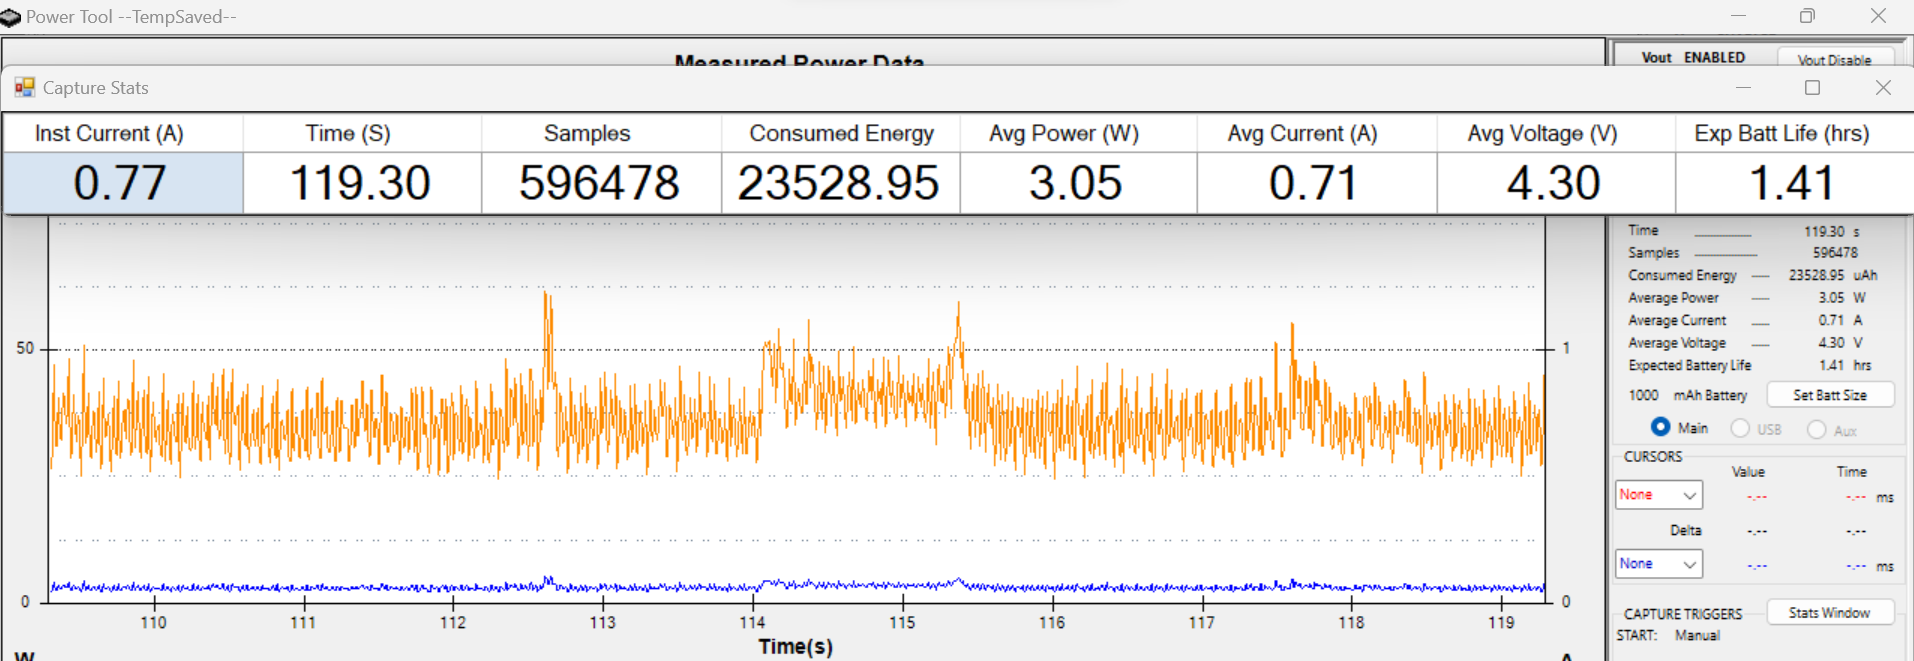 Power Tool --TempSaved--
Measured Power Data
Vout ENABLED
Vout Disable
Capture Stats
Inst Current (A) Time (S) Samples Consumed Energy Avg Power (W) Avg Current (A) Avg Voltage (V) Exp Batt Life (hrs)
0.77 119.30 596478 23528.95 3.05 0.71 4.30 1.41
Time 119.30 s
Samples 596478
Consumed Energy 23528.95 uAh
Average Power 3.05 W
Average Current 0.71 A
Average Voltage 4.30 V
Expected Battery Life 1.41 hrs
1000 mAh Battery Set Batt Size
Main USB Aux
CURSORS
Value Time
None -.-- -.-- ms
Delta -.-- -.--
None -.-- -.-- ms
CAPTURE TRIGGERS Stats Window
START: Manual
50 1
0 0
110 111 112 113 114 115 116 117 118 119
Time(s)
W A